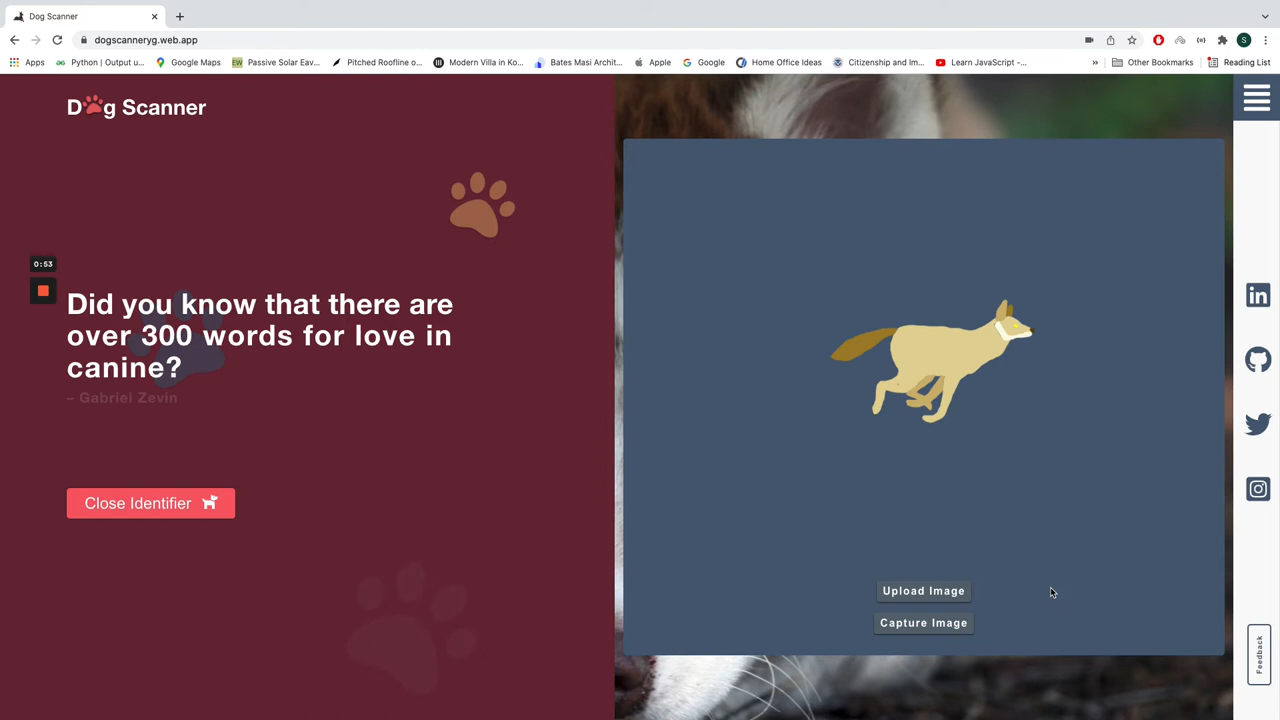 Dog Scanner
dogscanneryg.web.app
S
Apps
Python | Output u...
Google Maps
EW Passive Solar Eav...
Pitched Roofline o...
Modern Villa in Ko...
Bates Masi Archit...
Apple
Google
Home Office Ideas
Citizenship and Im...
Learn JavaScript -...
»
Other Bookmarks
Reading List
D g Scanner
0:53
Did you know that there are
over 300 words for love in
canine?
– Gabriel Zevin
Close Identifier
Upload Image
Capture Image
in
Feedback